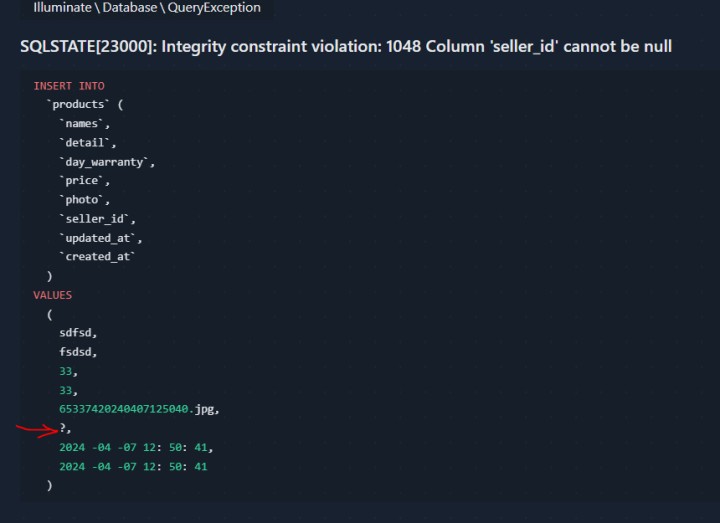 Illuminate \ Database \ QueryException
SQLSTATE[23000]: Integrity constraint violation: 1048 Column 'seller_id' cannot be null
INSERT INTO
`products` (
`names`,
`detail`,
`day_warranty`,
`price`,
`photo`,
`seller_id`,
`updated_at`,
`created_at`
)
VALUES
(
sdfsd,
fsdsd,
33,
33,
65337420240407125040.jpg,
?,
2024 -04 -07 12: 50: 41,
2024 -04 -07 12: 50: 41
)